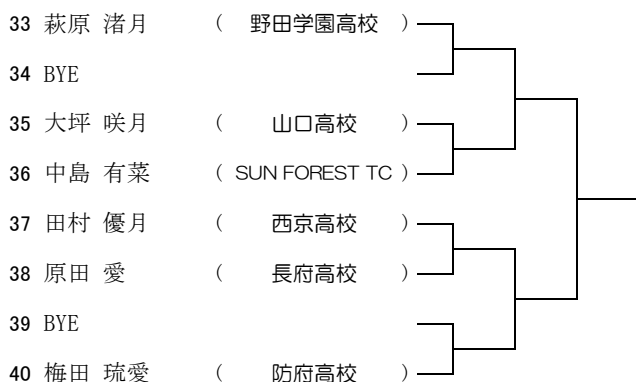 33 萩原 渚月 ( 野田学園高校 )
34 BYE
35 大坪 咲月 ( 山口高校 )
36 中島 有菜 ( SUN FOREST TC )
37 田村 優月 ( 西京高校 )
38 原田 愛 ( 長府高校 )
39 BYE
40 梅田 琉愛 ( 防府高校 )